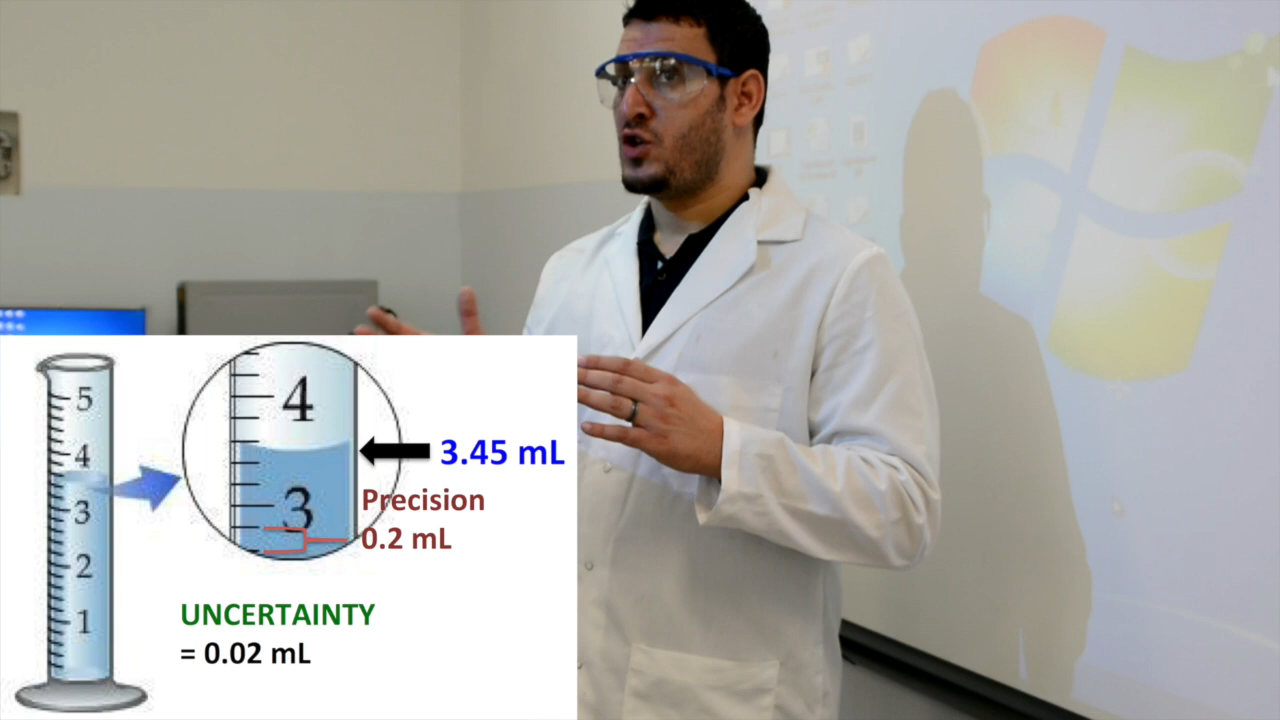 5
4
3
2
1
4
3
3.45 mL
Precision
0.2 mL
UNCERTAINTY
= 0.02 mL